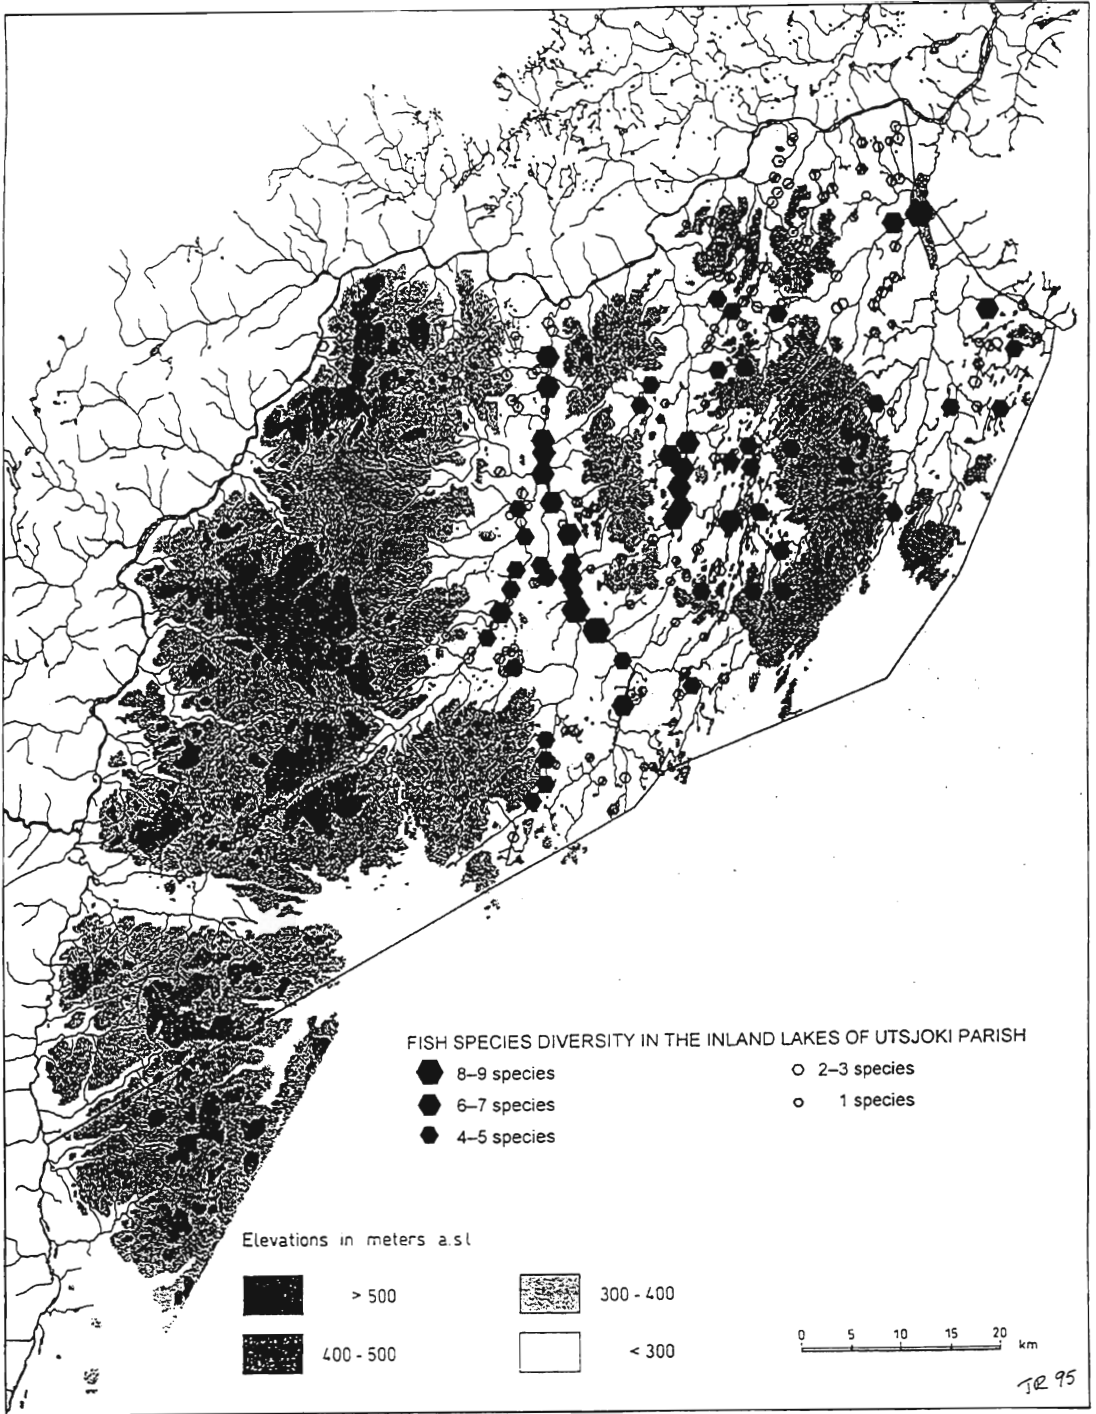 FISH SPECIES DIVERSITY IN THE INLAND LAKES OF UTSJOKI PARISH
8–9 species
6–7 species
4–5 species
2–3 species
1 species
Elevations in meters a.sl
> 500
400 - 500
300 - 400
< 300
0 5 10 15 20 km
JR 95